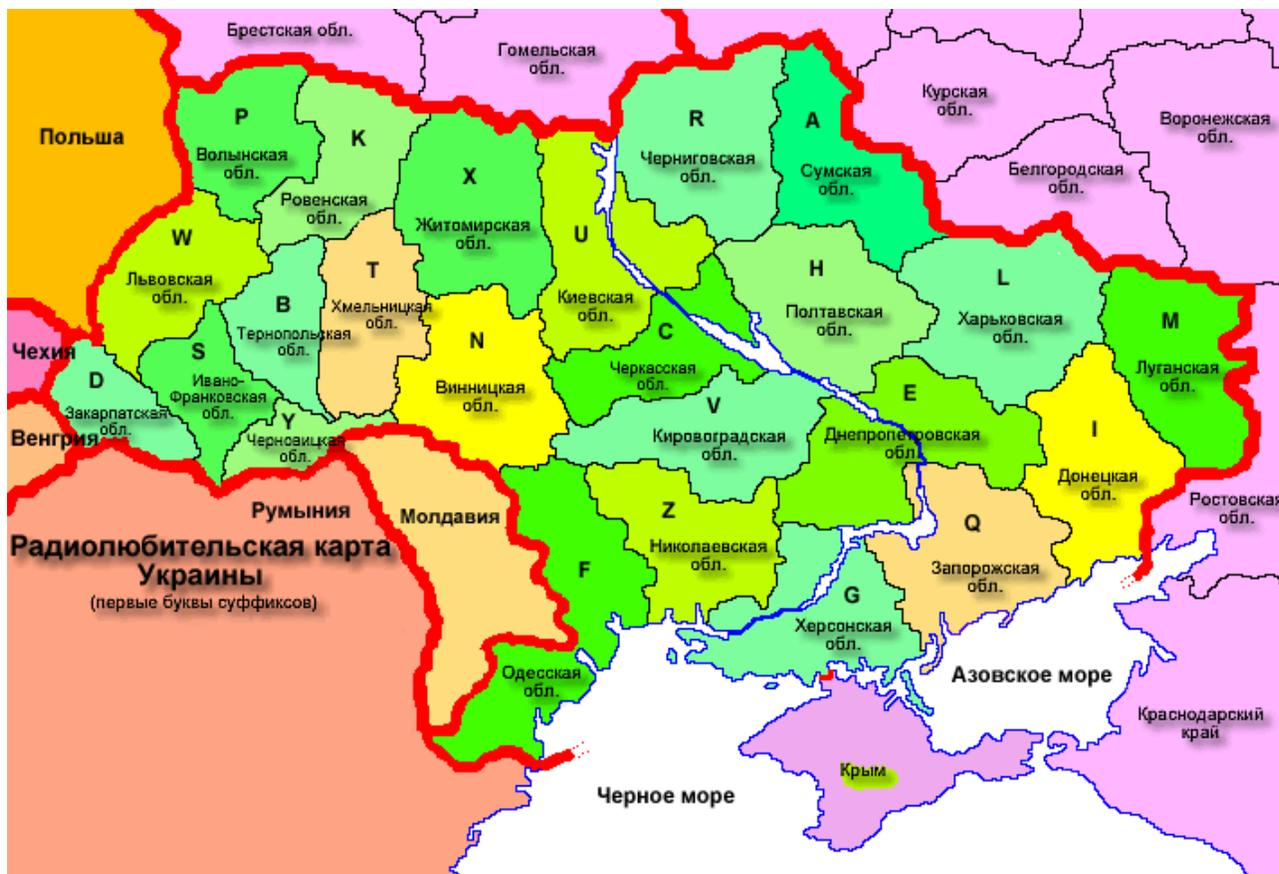 Брестская обл.
Гомельская
обл.
Курская
обл.
Воронежская
обл.
Белгородская
обл.
Польша
P
Волынская
обл.
K
Ровенская
обл.
X
Житомирская
обл.
U
Киевская
обл.
R
Черниговская
обл.
A
Сумская
обл.
W
Львовская
обл.
B
Тернопольская
обл.
T
Хмельницкая
обл.
H
Полтавская
обл.
L
Харьковская
обл.
M
Луганская
обл.
Чехия
D
Закарпатская
обл.
S
Ивано-
Франковская
обл.
Y
Черновицкая
обл.
N
Винницкая
обл.
C
Черкасская
обл.
V
Кировоградская
обл.
E
Днепропетровская
обл.
I
Донецкая
обл.
Венгрия
Румыния
Молдавия
Ростовская
обл.
Радиолюбительская карта
Украины
(первые буквы суффиксов)
F
Одесская
обл.
Z
Николаевская
обл.
Q
Запорожская
обл.
G
Херсонская
обл.
Азовское море
Краснодарский
край
Крым
Черное море